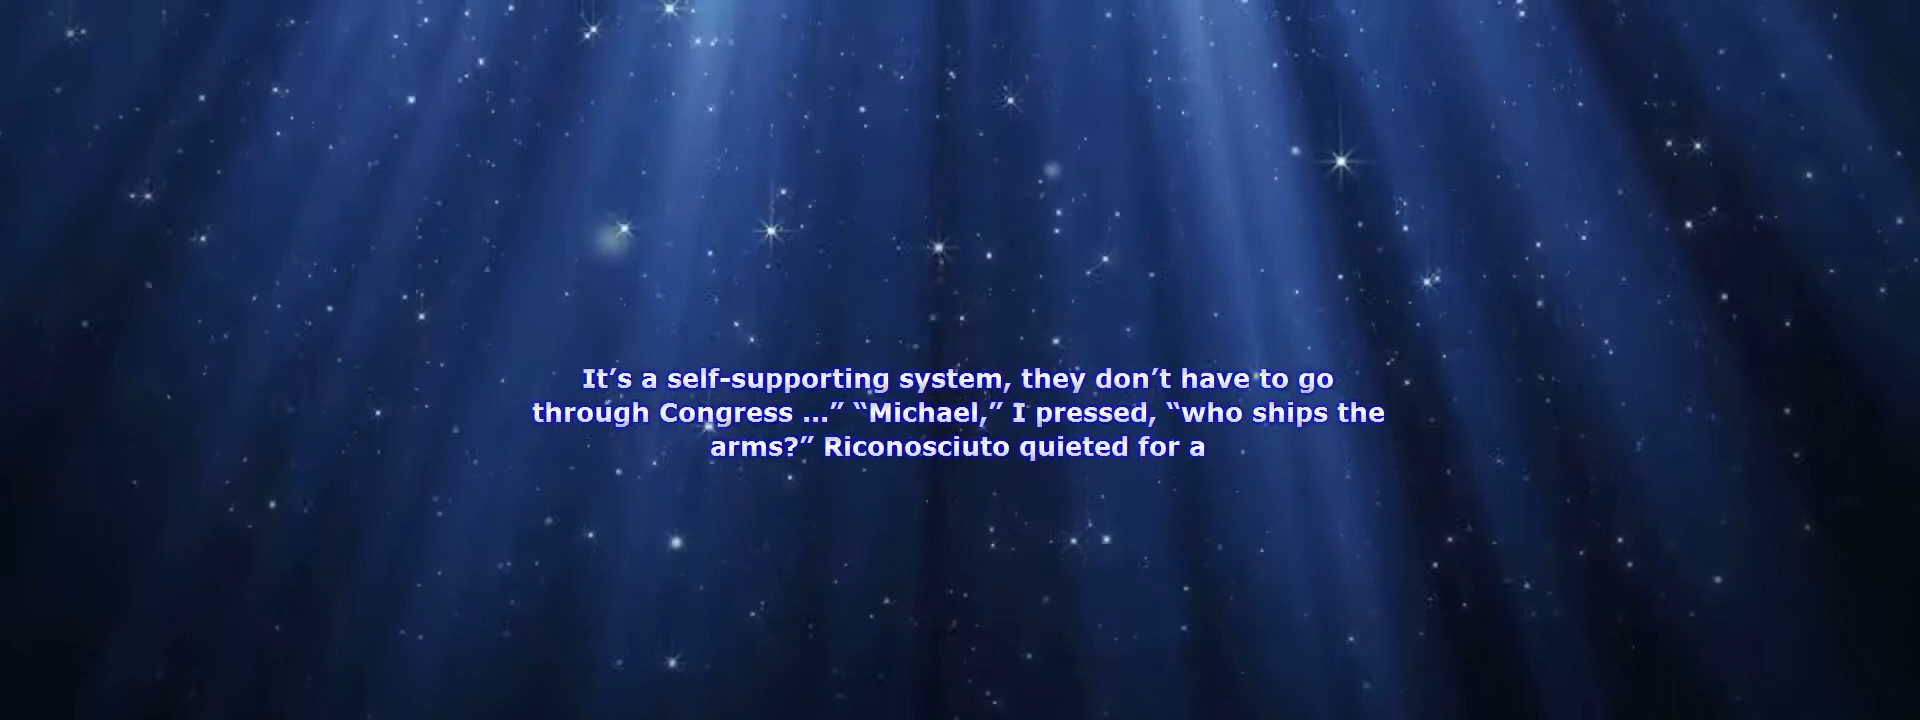 It’s a self-supporting system, they don’t have to go
through Congress ...” “Michael,” I pressed, “who ships the
arms?” Riconosciuto quieted for a